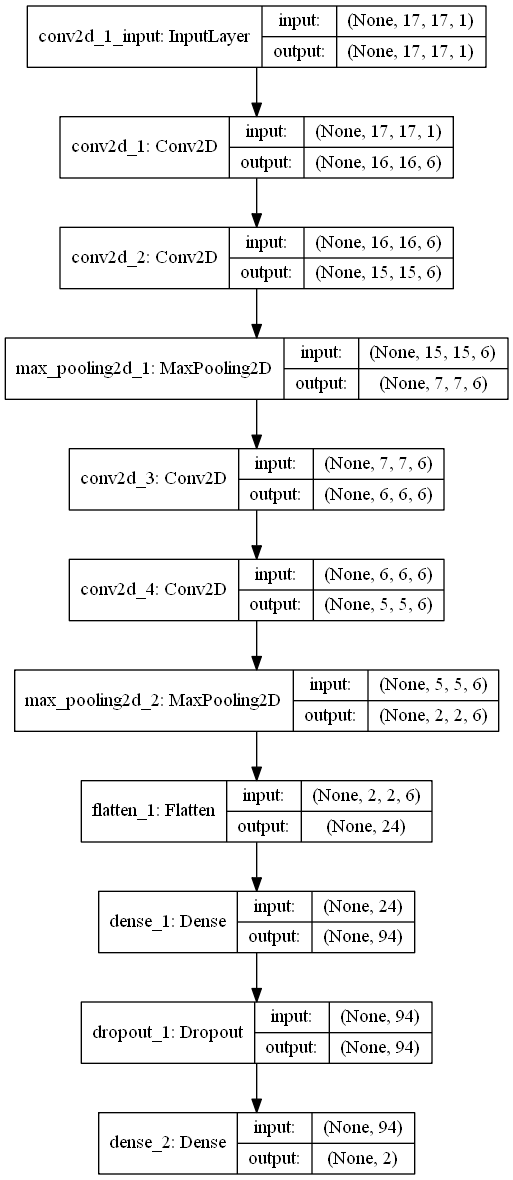 conv2d_1_input: InputLayer
input: (None, 17, 17, 1)
output: (None, 17, 17, 1)
conv2d_1: Conv2D
input: (None, 17, 17, 1)
output: (None, 16, 16, 6)
conv2d_2: Conv2D
input: (None, 16, 16, 6)
output: (None, 15, 15, 6)
max_pooling2d_1: MaxPooling2D
input: (None, 15, 15, 6)
output: (None, 7, 7, 6)
conv2d_3: Conv2D
input: (None, 7, 7, 6)
output: (None, 6, 6, 6)
conv2d_4: Conv2D
input: (None, 6, 6, 6)
output: (None, 5, 5, 6)
max_pooling2d_2: MaxPooling2D
input: (None, 5, 5, 6)
output: (None, 2, 2, 6)
flatten_1: Flatten
input: (None, 2, 2, 6)
output: (None, 24)
dense_1: Dense
input: (None, 24)
output: (None, 94)
dropout_1: Dropout
input: (None, 94)
output: (None, 94)
dense_2: Dense
input: (None, 94)
output: (None, 2)